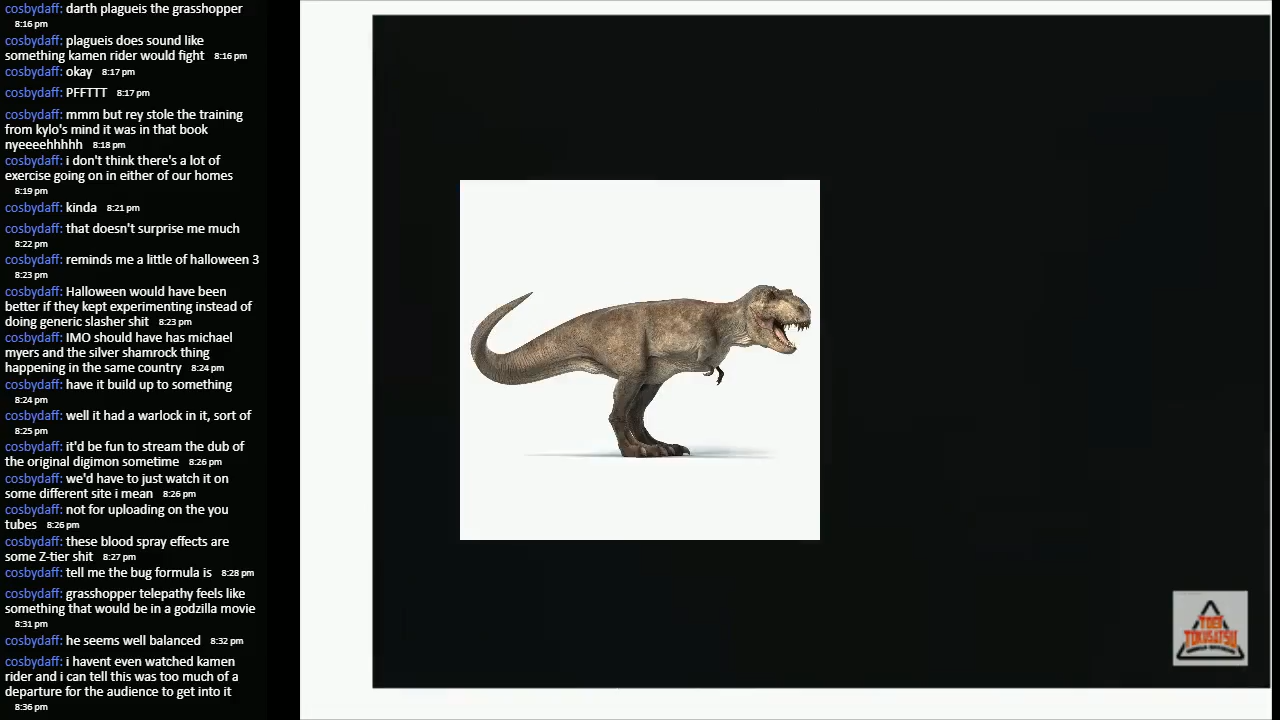 cosbydaff: darth plagueis the grasshopper
8:16 pm
cosbydaff: plagueis does sound like
something kamen rider would fight 8:16 pm
cosbydaff: okay 8:17 pm
cosbydaff: PFFTTT 8:17 pm
cosbydaff: mmm but rey stole the training
from kylo's mind it was in that book
nyeeeehhhhh 8:18 pm
cosbydaff: i don't think there's a lot of
exercise going on in either of our homes
8:19 pm
cosbydaff: kinda 8:21 pm
cosbydaff: that doesn't surprise me much
8:22 pm
cosbydaff: reminds me a little of halloween 3
8:23 pm
cosbydaff: Halloween would have been
better if they kept experimenting instead of
doing generic slasher shit 8:23 pm
cosbydaff: IMO should have has michael
myers and the silver shamrock thing
happening in the same country 8:24 pm
cosbydaff: have it build up to something
8:24 pm
cosbydaff: well it had a warlock in it, sort of
8:25 pm
cosbydaff: it'd be fun to stream the dub of
the original digimon sometime 8:26 pm
cosbydaff: we'd have to just watch it on
some different site i mean 8:26 pm
cosbydaff: not for uploading on the you
tubes 8:26 pm
cosbydaff: these blood spray effects are
some Z-tier shit 8:27 pm
cosbydaff: tell me the bug formula is 8:28 pm
cosbydaff: grasshopper telepathy feels like
something that would be in a godzilla movie
8:31 pm
cosbydaff: he seems well balanced 8:32 pm
cosbydaff: i havent even watched kamen
rider and i can tell this was too much of a
departure for the audience to get into it
8:36 pm
TOEI
TOKUSATSU